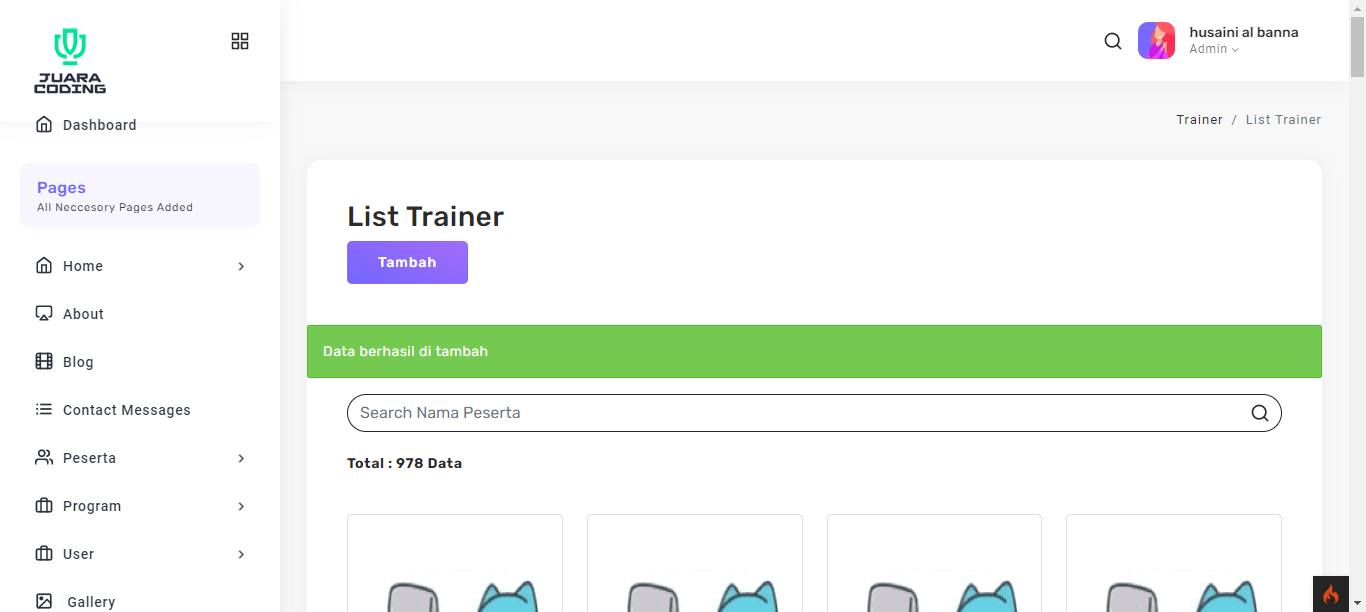 JUARA
CODING
husaini al banna
Admin
Dashboard
Trainer / List Trainer
Pages
All Neccesory Pages Added
List Trainer
Tambah
Home
About
Data berhasil di tambah
Blog
Search Nama Peserta
Contact Messages
Peserta
Total : 978 Data
Program
User
Gallery